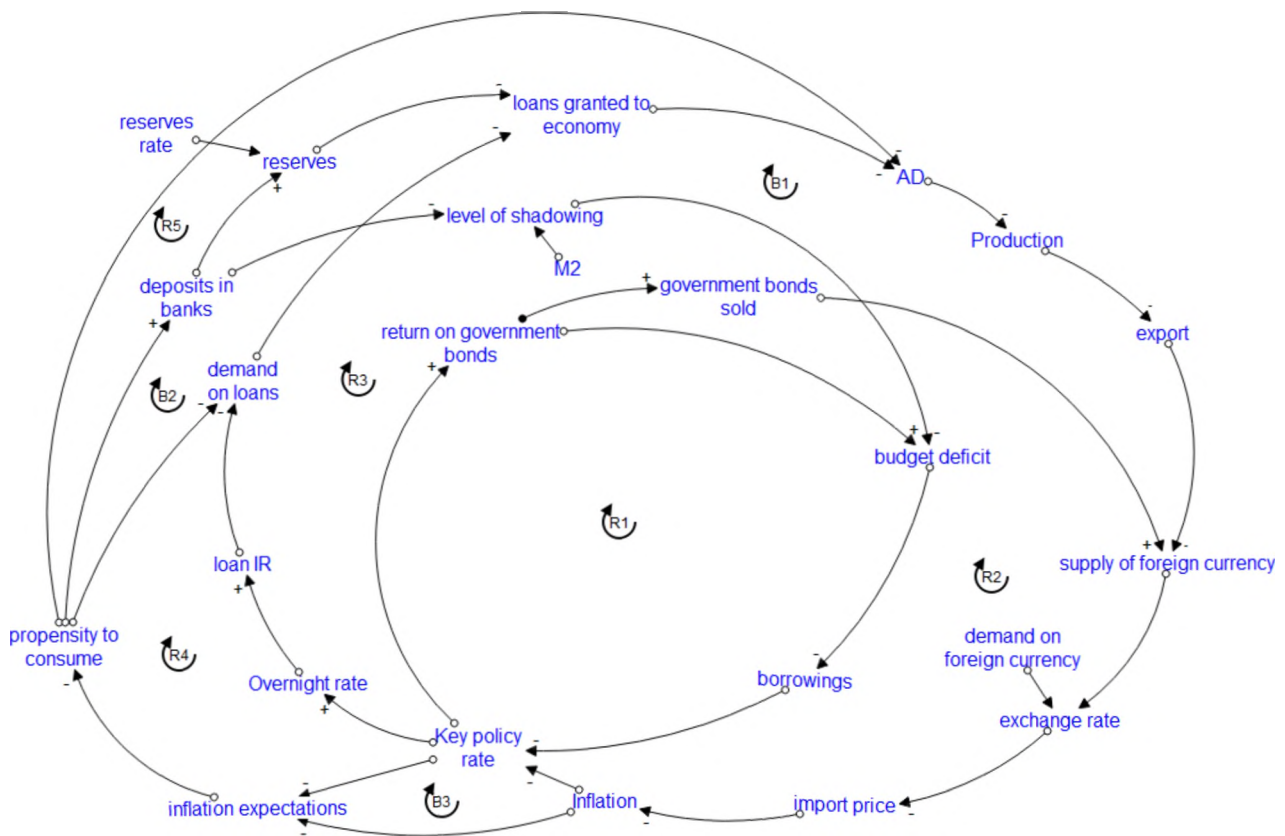 loans granted to
economy
reserves
rate
reserves
-
-
+
-
-
AD
B1
-
Production
R5
-
level of shadowing
M2
deposits in
banks
+
government bonds
sold
-
export
+
return on government
bonds
+
R3
B2
demand
on loans
-
-
+
-
budget deficit
R1
+
-
supply of foreign currency
loan IR
+
R2
propensity to
consume
-
R4
demand on
foreign currency
Overnight rate
+
-
borrowings
exchange rate
Key policy
rate
-
-
-
B3
inflation expectations
-
Inflation
-
import price
-